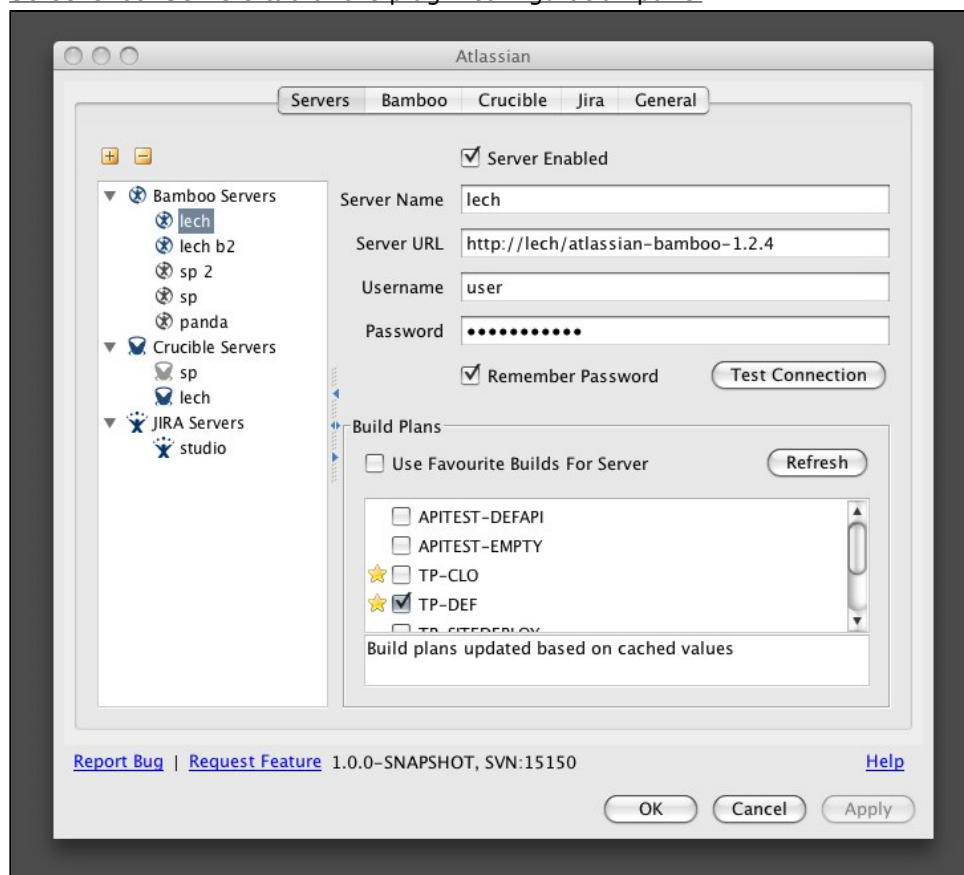 Atlassian
Servers Bamboo Crucible Jira General
Server Enabled
Bamboo Servers
lech
lech b2
sp 2
sp
panda
Crucible Servers
sp
lech
JIRA Servers
studio
Server Name lech
Server URL http://lech/atlassian-bamboo-1.2.4
Username user
Password •••••••••••
Remember Password Test Connection
Build Plans
Use Favourite Builds For Server Refresh
APITEST-DEFAPI
APITEST-EMPTY
TP-CLO
TP-DEF
Build plans updated based on cached values
Report Bug | Request Feature 1.0.0-SNAPSHOT, SVN:15150 Help
OK Cancel Apply